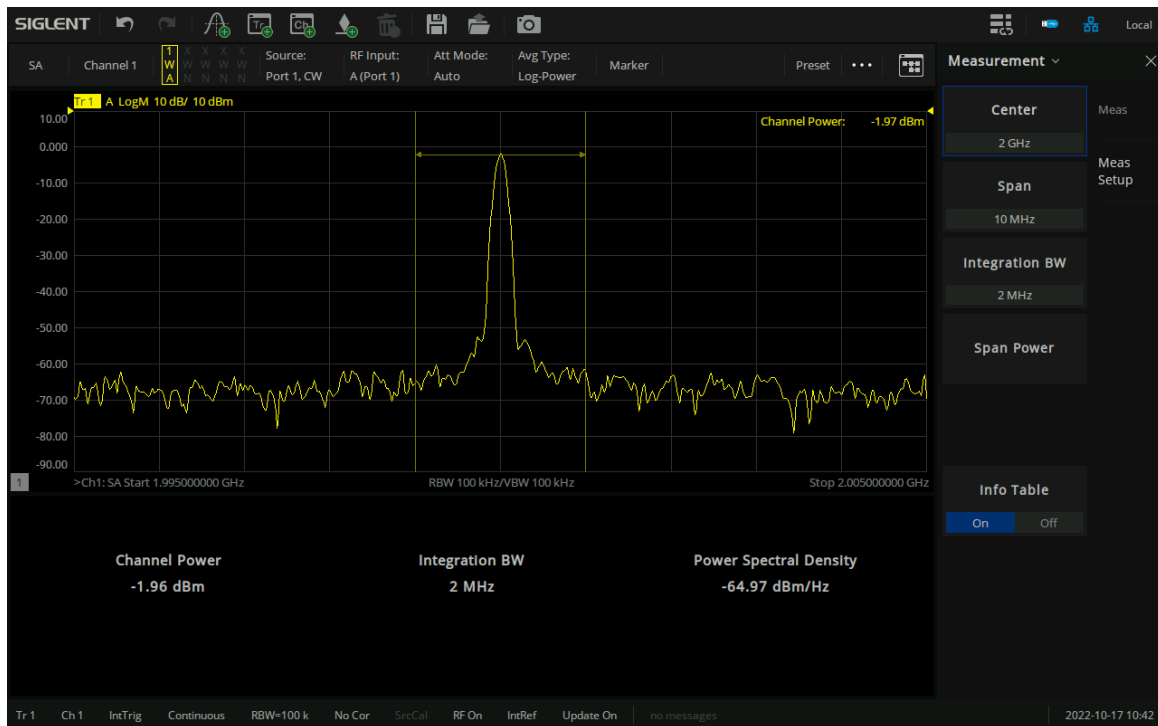 SIGLENT Tr Ch Local
SA Channel 1 1 W A X W N X W N X W N X W N Source: Port 1, CW RF Input: A (Port 1) Att Mode: Auto Avg Type: Log-Power Marker Preset ••• Measurement
Tr 1 A LogM 10 dB/ 10 dBm
Channel Power: -1.97 dBm
10.00
0.000
-10.00
-20.00
-30.00
-40.00
-50.00
-60.00
-70.00
-80.00
-90.00
1 >Ch1: SA Start 1.995000000 GHz RBW 100 kHz/VBW 100 kHz Stop 2.005000000 GHz
Channel Power Integration BW Power Spectral Density
-1.96 dBm 2 MHz -64.97 dBm/Hz
Center
2 GHz
Span
10 MHz
Integration BW
2 MHz
Span Power
Info Table
On Off
Meas
Meas
Setup
Tr 1 Ch 1 IntTrig Continuous RBW=100 k No Cor SrcCal RF On IntRef Update On no messages 2022-10-17 10:42